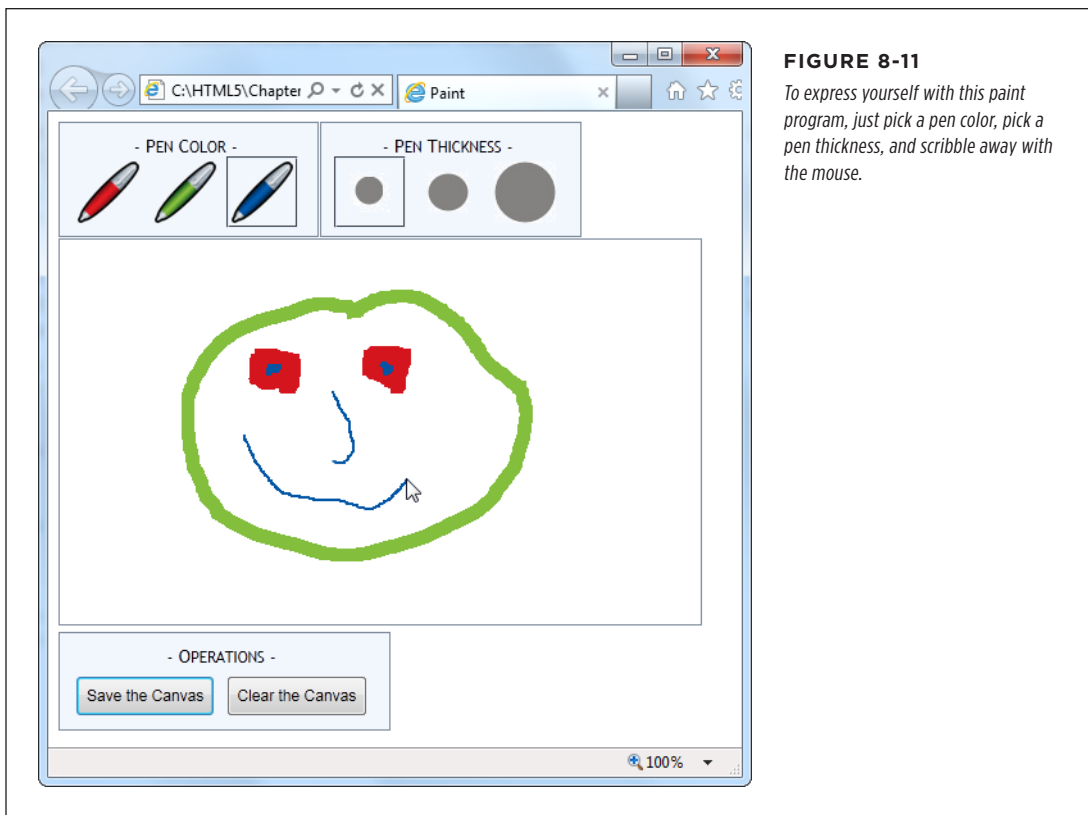 C:\HTML5\Chapter
Paint
- PEN COLOR -
- PEN THICKNESS -
- OPERATIONS -
Save the Canvas
Clear the Canvas
100%
FIGURE 8-11
To express yourself with this paint
program, just pick a pen color, pick a
pen thickness, and scribble away with
the mouse.